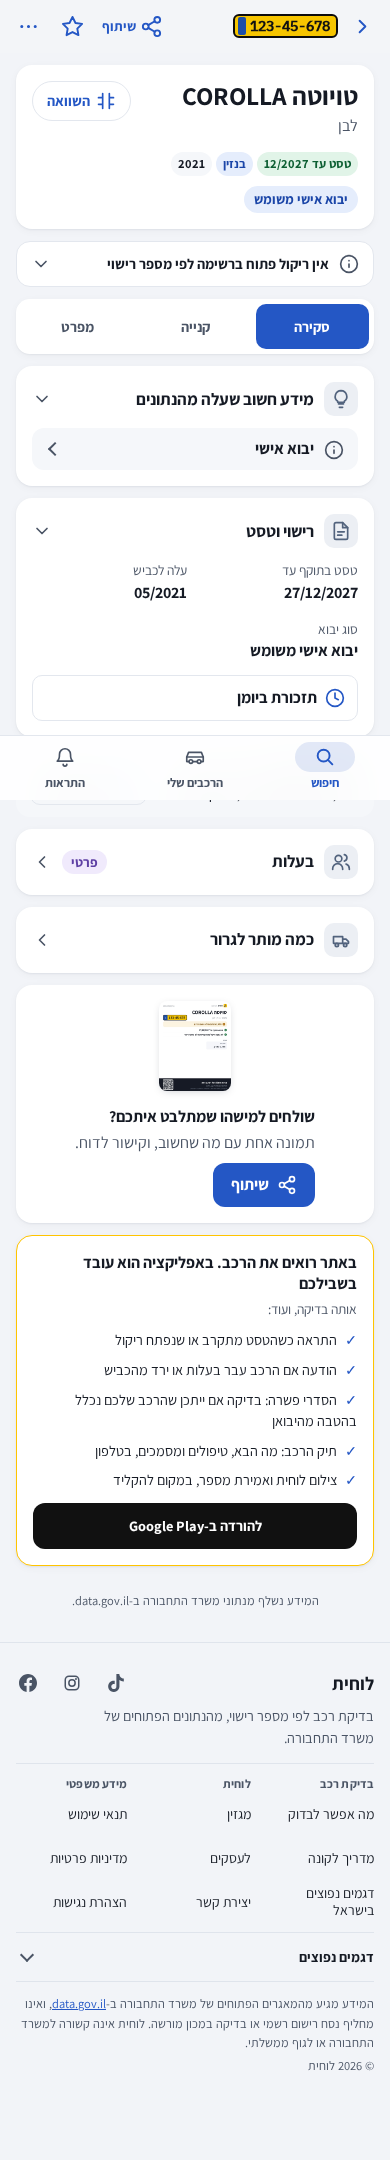 123-45-678
שיתוף
טויוטה COROLLA
השוואה
לבן
טסט עד 12/2027
בנזין
2021
יבוא אישי משומש
אין ריקול פתוח ברשימה לפי מספר רישוי
סקירה
קנייה
מפרט
מידע חשוב שעלה מהנתונים
יבוא אישי
רישוי וטסט
טסט בתוקף עד
עלה לכביש
27/12/2027
05/2021
סוג יבוא
יבוא אישי משומש
תזכורת ביומן
חיפוש
הרכבים שלי
התראות
בעלות
פרטי
כמה מותר לגרור
שולחים למישהו שמתלבט איתכם?
תמונה אחת עם מה שחשוב, וקישור לדוח.
שיתוף
באתר רואים את הרכב. באפליקציה הוא עובד
בשבילכם
אותה בדיקה, ועוד:
✓ התראה כשהטסט מתקרב או שנפתח ריקול
✓ הודעה אם הרכב עבר בעלות או ירד מהכביש
✓ הסדרי פשרה: בדיקה אם ייתכן שהרכב שלכם נכלל
בהטבה מהיבואן
✓ תיק הרכב: מה הבא, טיפולים ומסמכים, בטלפון
✓ צילום לוחית ואמירת מספר, במקום להקליד
להורדה ב-Google Play
המידע נשלף מנתוני משרד התחבורה ב-data.gov.il.
לוחית
בדיקת רכב לפי מספר רישוי, מהנתונים הפתוחים של
משרד התחבורה.
בדיקת רכב
לוחית
מידע משפטי
מה אפשר לבדוק
מגזין
תנאי שימוש
מדריך לקונה
לעסקים
מדיניות פרטיות
דגמים נפוצים
בישראל
יצירת קשר
הצהרת נגישות
דגמים נפוצים
המידע מגיע מהמאגרים הפתוחים של משרד התחבורה ב-data.gov.il, ואינו
מחליף נסח רישום רשמי או בדיקה במכון מורשה. לוחית אינה קשורה למשרד
התחבורה או לגוף ממשלתי.
© 2026 לוחית